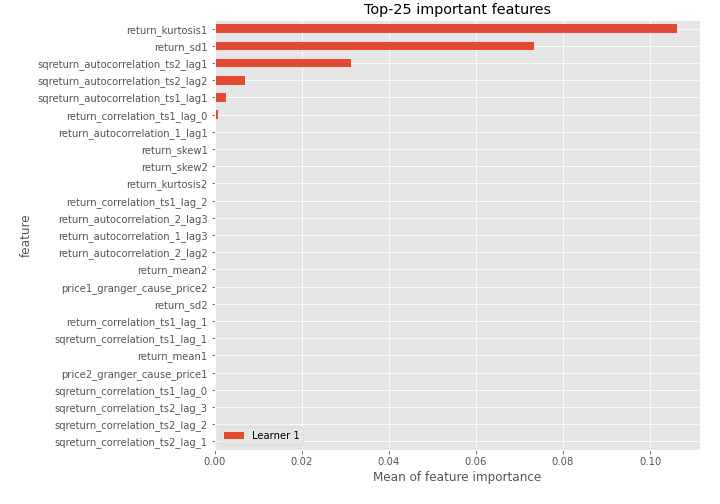 Top-25 important features
return_kurtosis1
return_sd1
sqreturn_autocorrelation_ts2_lag1
sqreturn_autocorrelation_ts2_lag2
sqreturn_autocorrelation_ts1_lag1
return_correlation_ts1_lag_0
return_autocorrelation_1_lag1
return_skew1
return_skew2
return_kurtosis2
return_correlation_ts1_lag_2
return_autocorrelation_2_lag3
return_autocorrelation_1_lag3
return_autocorrelation_2_lag2
return_mean2
price1_granger_cause_price2
return_sd2
return_correlation_ts1_lag_1
sqreturn_correlation_ts1_lag_1
return_mean1
price2_granger_cause_price1
sqreturn_correlation_ts1_lag_0
sqreturn_correlation_ts2_lag_3
sqreturn_correlation_ts2_lag_2
sqreturn_correlation_ts2_lag_1
feature
Learner 1
0.00 0.02 0.04 0.06 0.08 0.10
Mean of feature importance